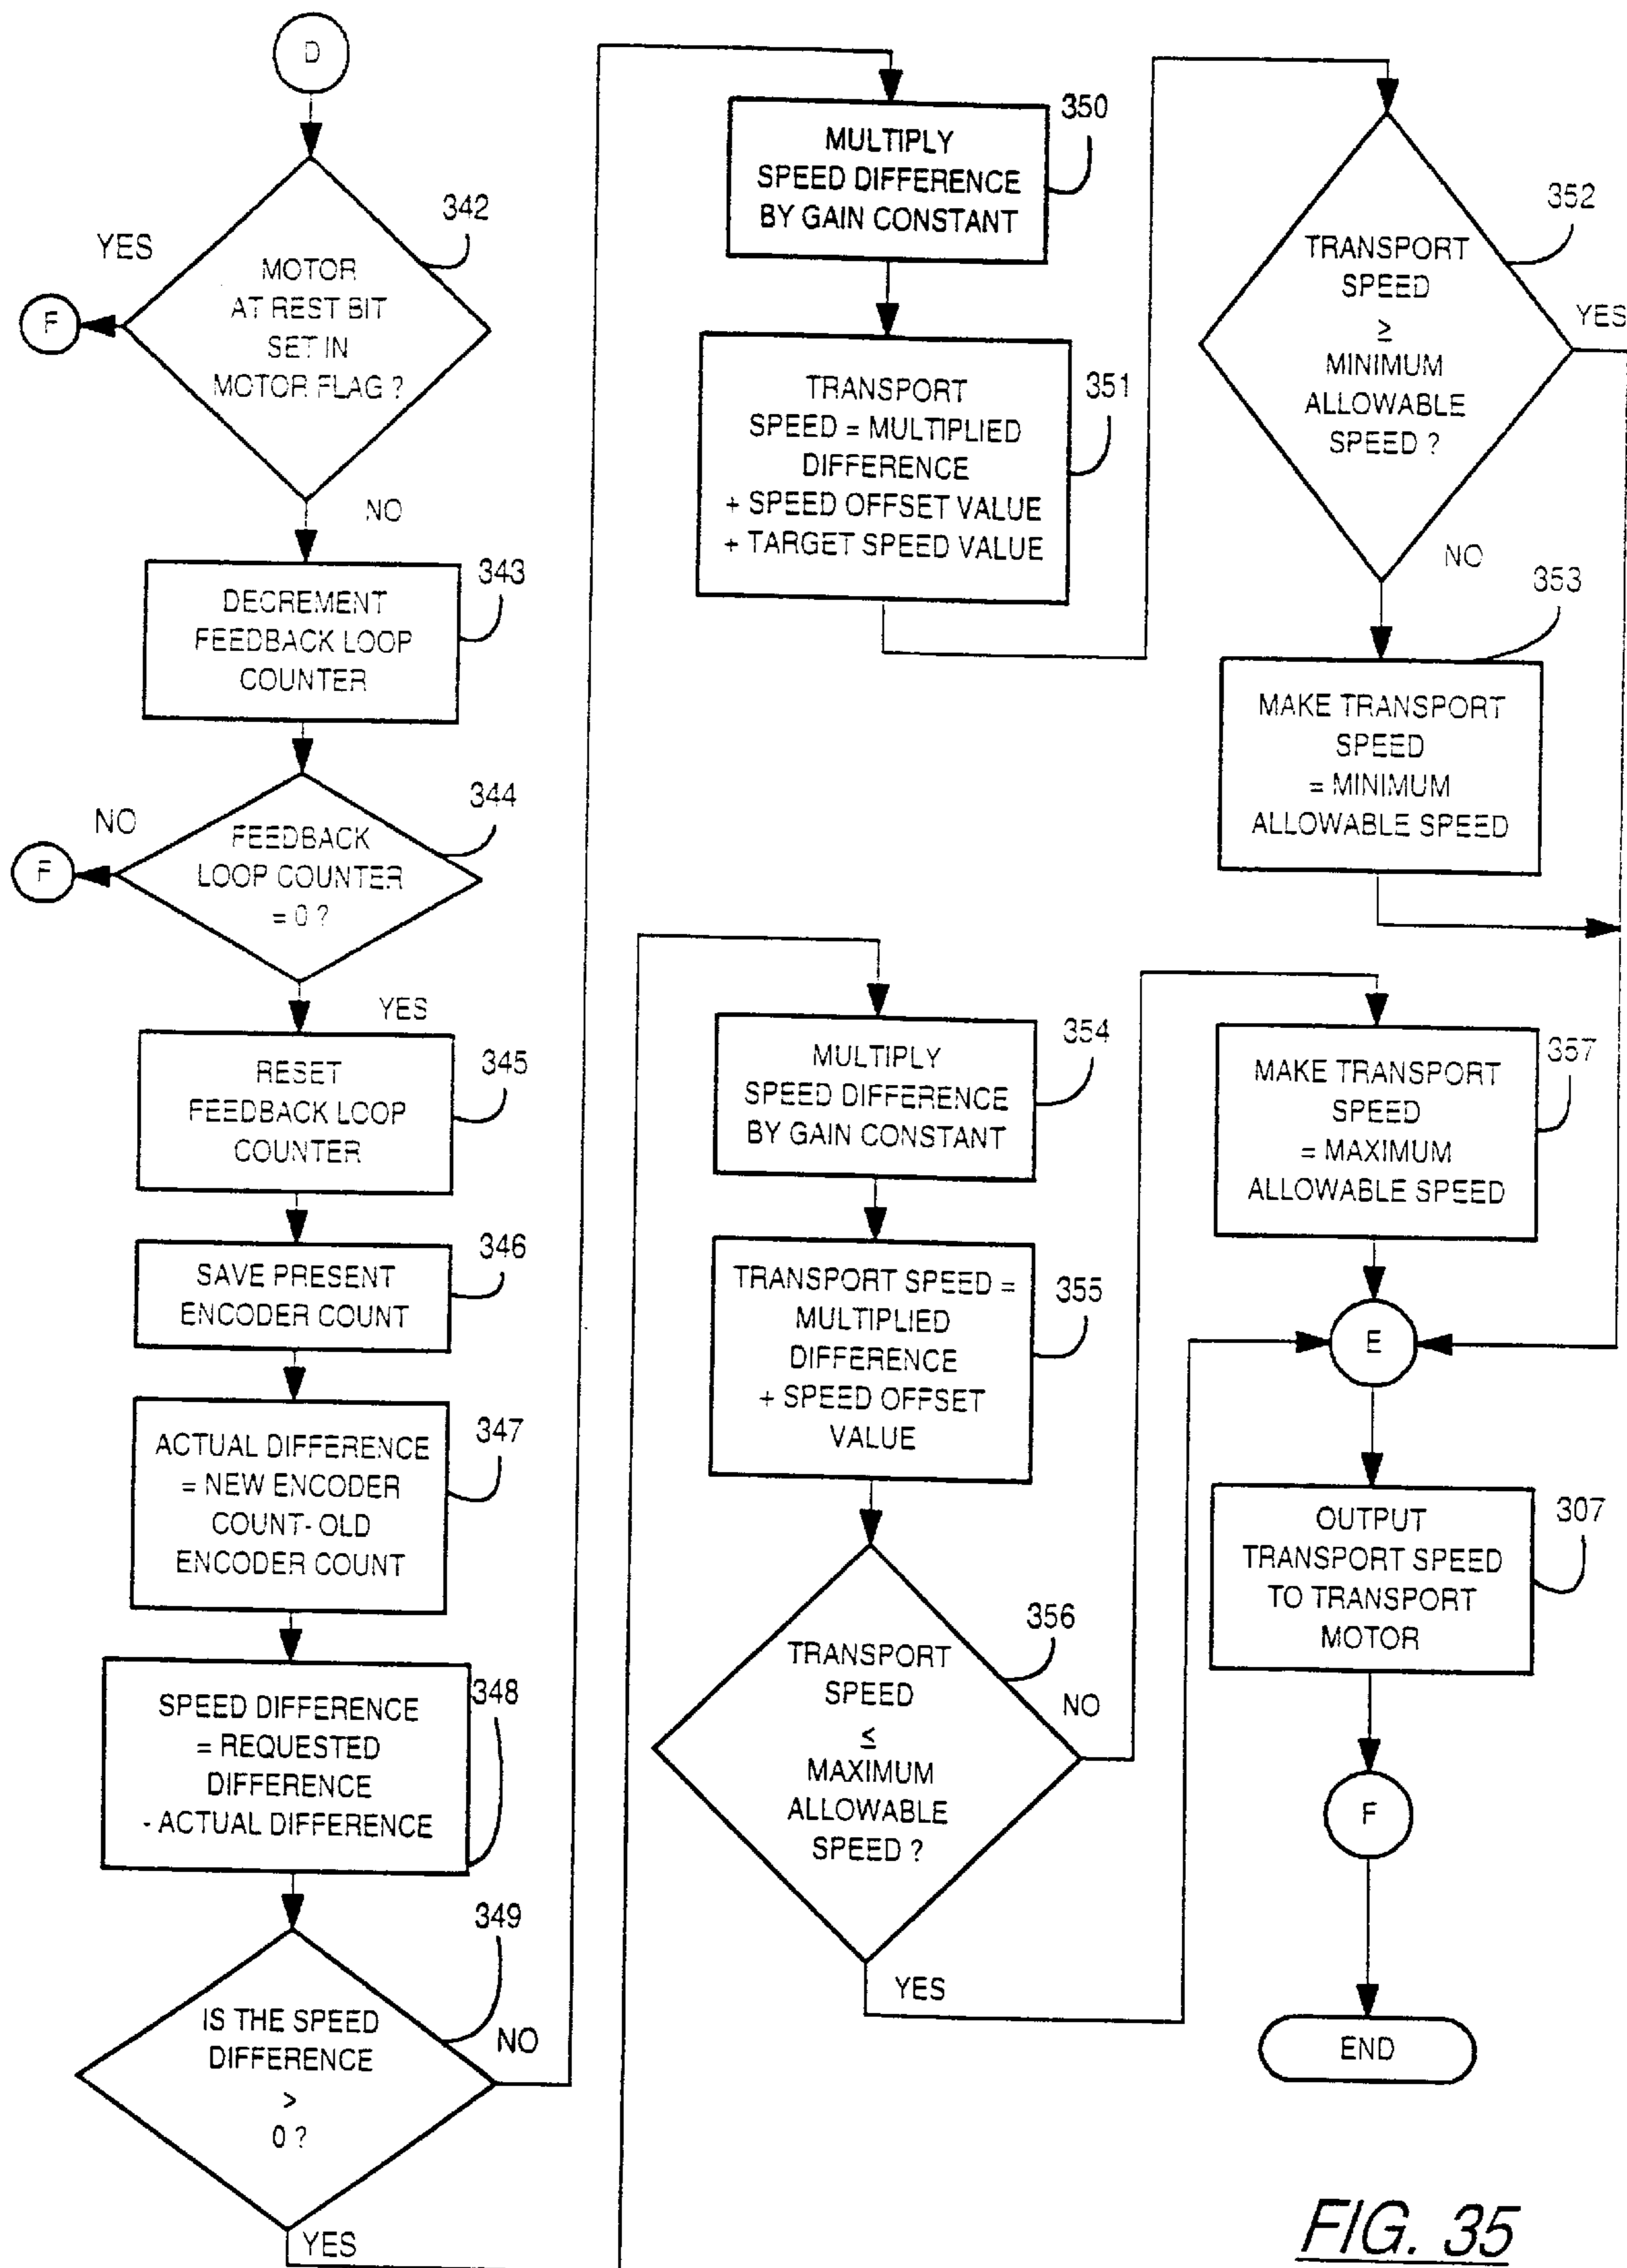 D
342
YES
MOTOR
AT REST BIT
SET IN
MOTOR FLAG ?
F
NO
343
DECREMENT
FEEDBACK LOOP
COUNTER
344
NO
FEEDBACK
LOOP COUNTER
= 0 ?
F
YES
345
RESET
FEEDBACK LOOP
COUNTER
346
SAVE PRESENT
ENCODER COUNT
347
ACTUAL DIFFERENCE
= NEW ENCODER
COUNT- OLD
ENCODER COUNT
348
SPEED DIFFERENCE
= REQUESTED
DIFFERENCE
- ACTUAL DIFFERENCE
349
IS THE SPEED
DIFFERENCE
>
0 ?
NO
YES
350
MULTIPLY
SPEED DIFFERENCE
BY GAIN CONSTANT
351
TRANSPORT
SPEED = MULTIPLIED
DIFFERENCE
+ SPEED OFFSET VALUE
+ TARGET SPEED VALUE
354
MULTIPLY
SPEED DIFFERENCE
BY GAIN CONSTANT
355
TRANSPORT SPEED =
MULTIPLIED
DIFFERENCE
+ SPEED OFFSET
VALUE
356
TRANSPORT
SPEED
≤
MAXIMUM
ALLOWABLE
SPEED ?
NO
YES
352
TRANSPORT
SPEED
≥
MINIMUM
ALLOWABLE
SPEED ?
YES
NO
353
MAKE TRANSPORT
SPEED
= MINIMUM
ALLOWABLE SPEED
357
MAKE TRANSPORT
SPEED
= MAXIMUM
ALLOWABLE SPEED
E
307
OUTPUT
TRANSPORT SPEED
TO TRANSPORT
MOTOR
F
END
FIG. 35